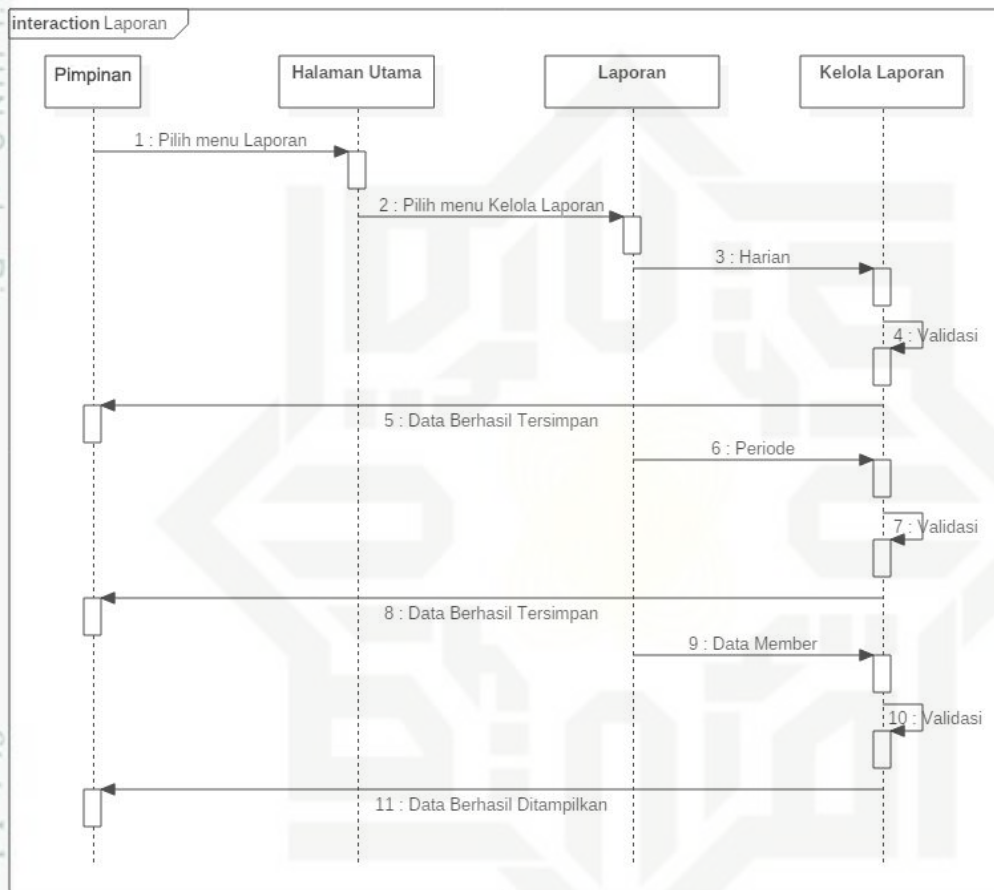 interaction Laporan
Pimpinan
Halaman Utama
Laporan
Kelola Laporan
1 : Pilih menu Laporan
2 : Pilih menu Kelola Laporan
3 : Harian
4 : Validasi
5 : Data Berhasil Tersimpan
6 : Periode
7 : Validasi
8 : Data Berhasil Tersimpan
9 : Data Member
10 : Validasi
11 : Data Berhasil Ditampilkan